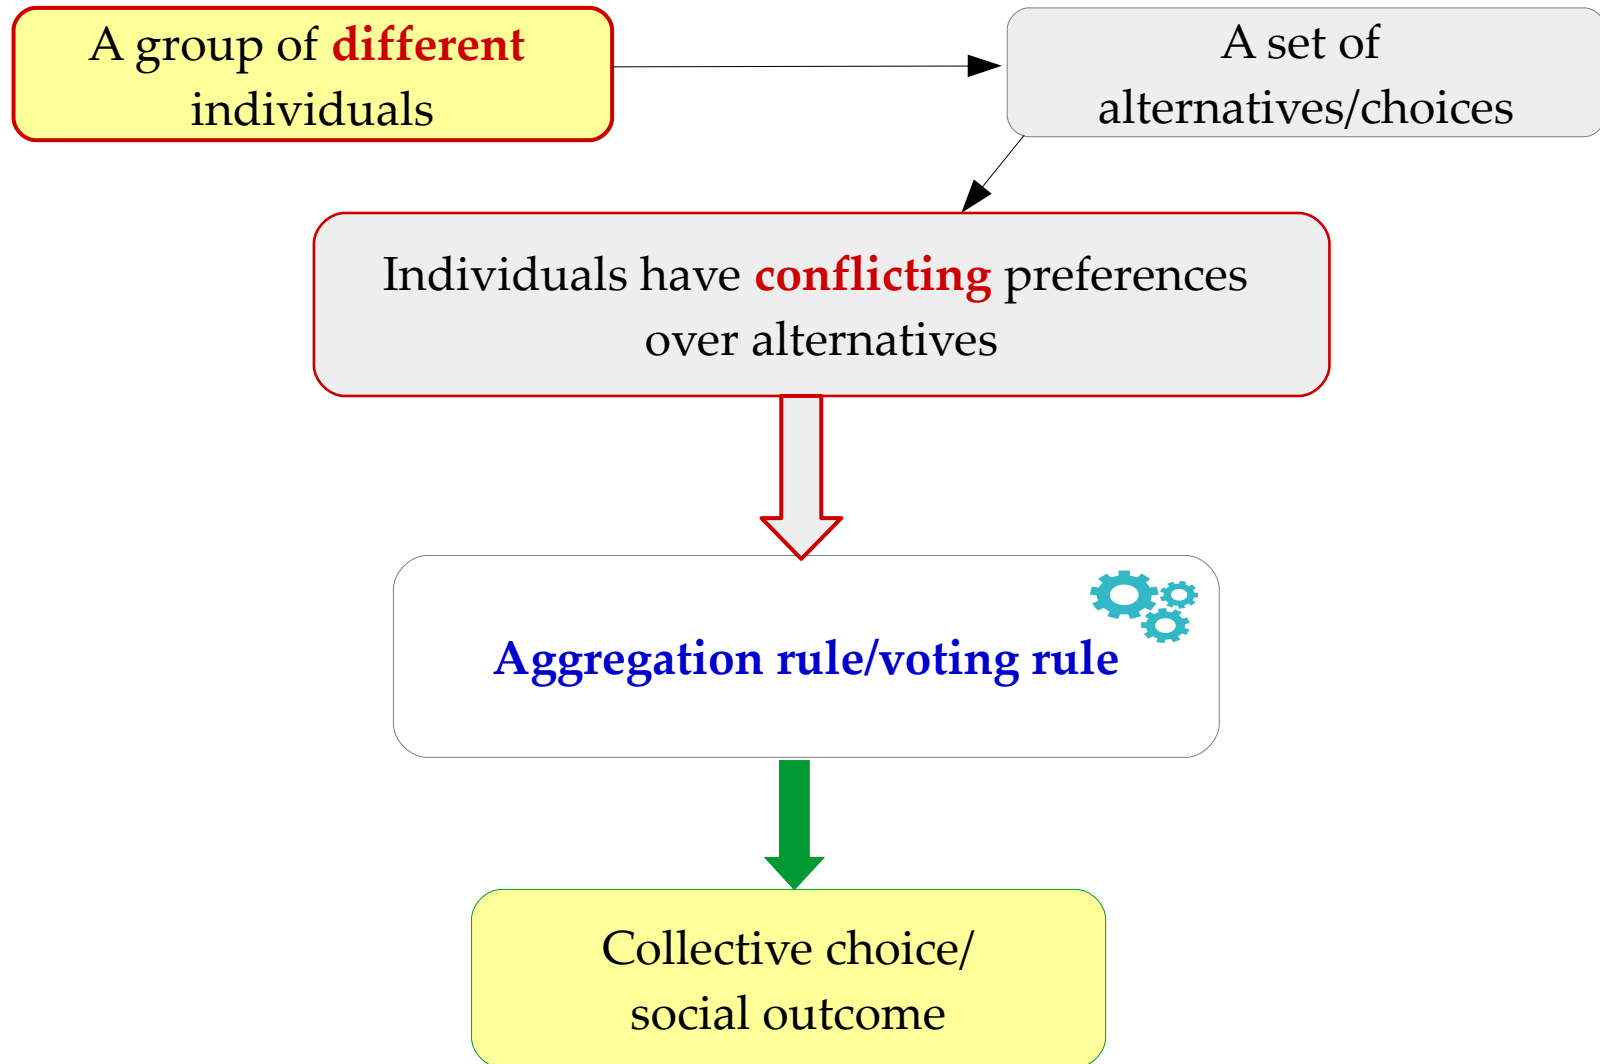 A group of different
individuals
A set of
alternatives/choices
Individuals have conflicting preferences
over alternatives
Aggregation rule/voting rule
Collective choice/
social outcome